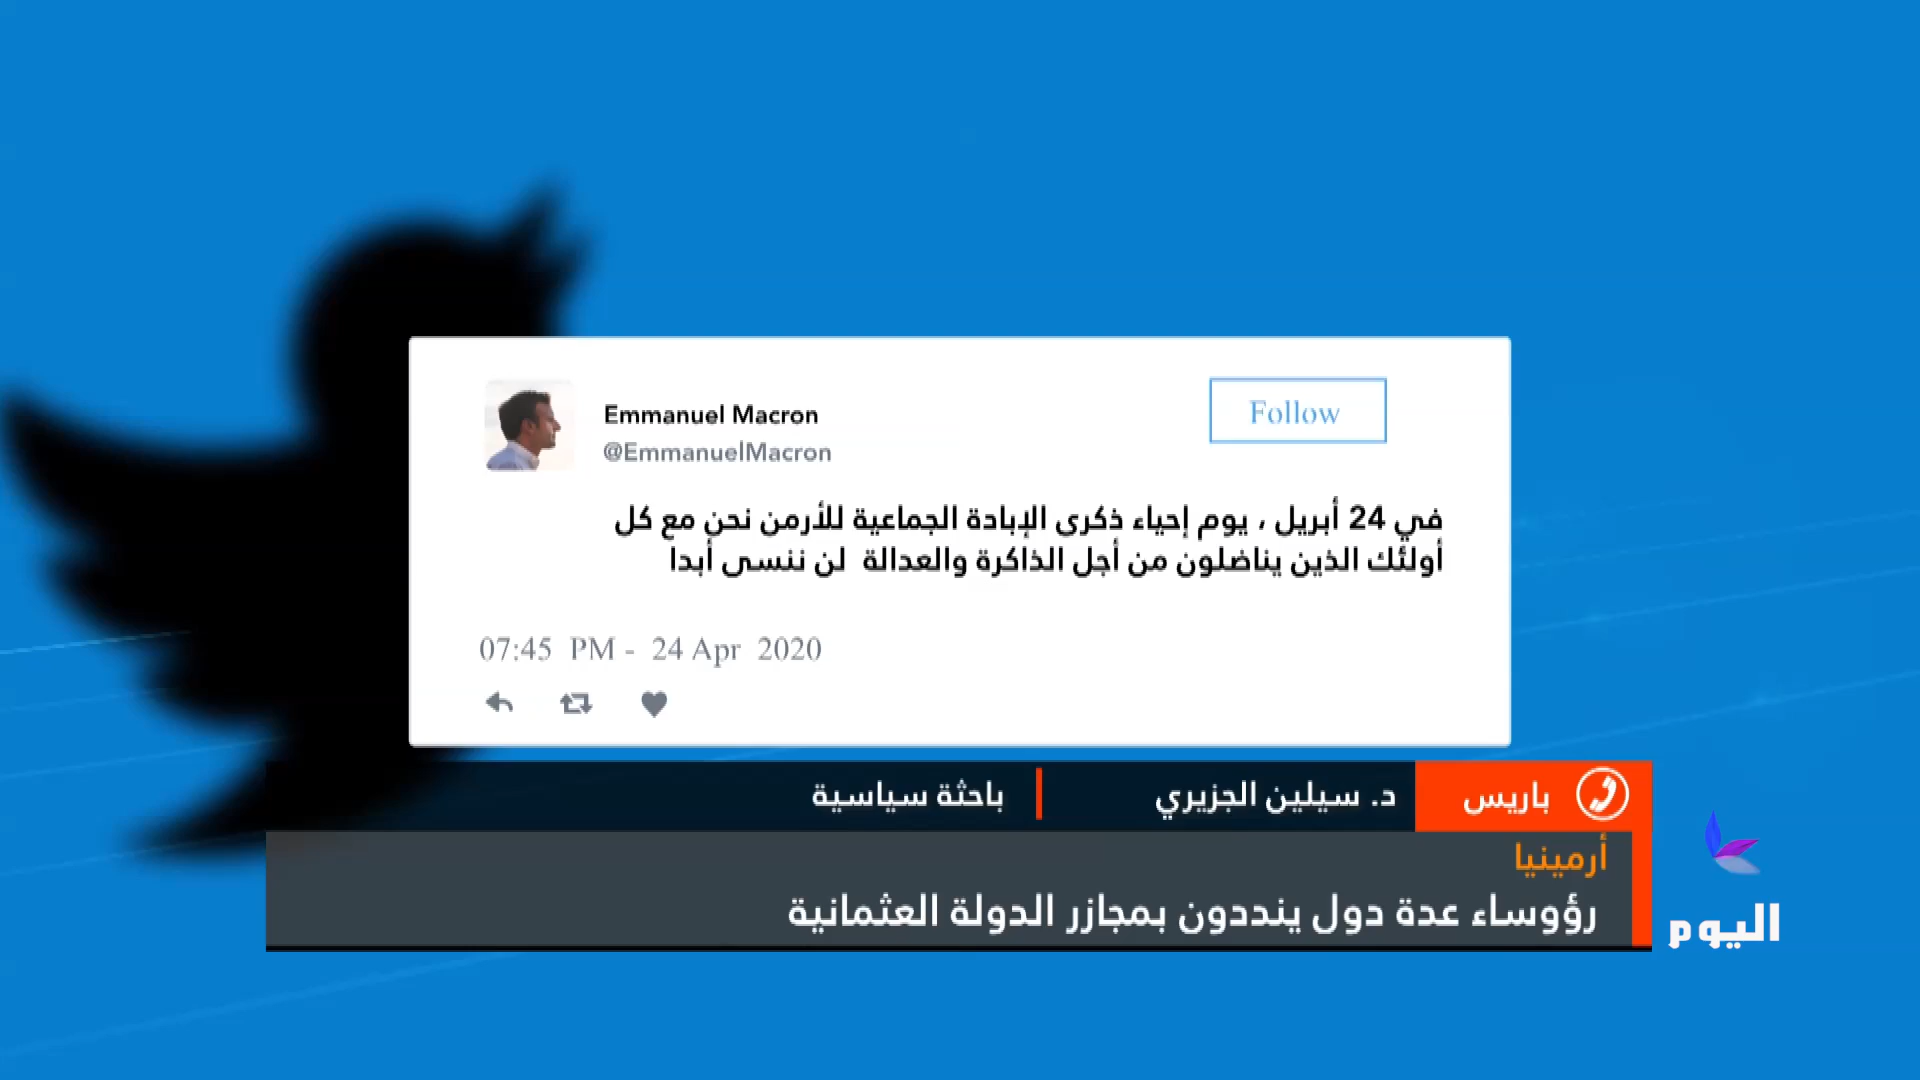 Emmanuel Macron
Follow
@EmmanuelMacron
في 24 أبريل ، يوم إحياء ذكرى الإبادة الجماعية للأرمن نحن مع كل
أولئك الذين يناضلون من أجل الذاكرة والعدالة لن ننسى أبدا
07:45 PM - 24 Apr 2020
باريس
د. سيلين الجزيري
باحثة سياسية
أرمينيا
رؤوساء عدة دول ينددون بمجازر الدولة العثمانية
اليوم